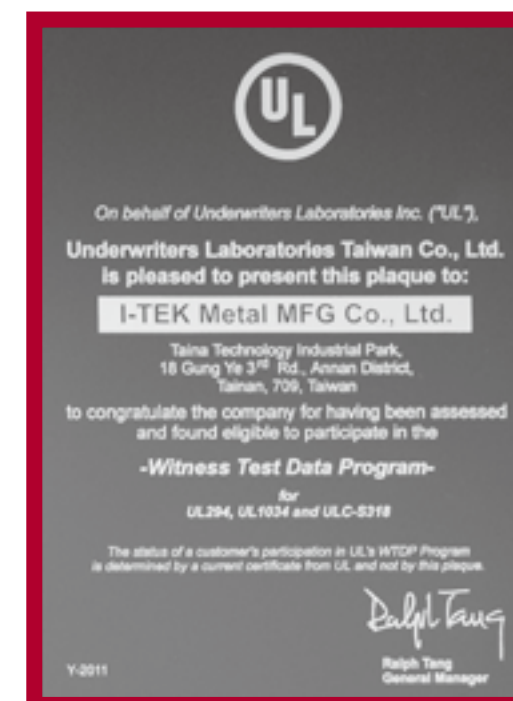 UL
On behalf of Underwriters Laboratories Inc. ("UL"),
Underwriters Laboratories Taiwan Co., Ltd.
is pleased to present this plaque to:
I-TEK Metal MFG Co., Ltd.
Taina Technology Industrial Park,
18 Gung Ye 3rd Rd., Annan District,
Tainan, 709, Taiwan
to congratulate the company for having been assessed
and found eligible to participate in the
-Witness Test Data Program-
for
UL294, UL1034 and ULC-S318
The status of a customer's participation in UL's WTDP Program
is determined by a current certificate from UL and not by this plaque.
Ralph Tang
Ralph Tang
General Manager
Y-2011